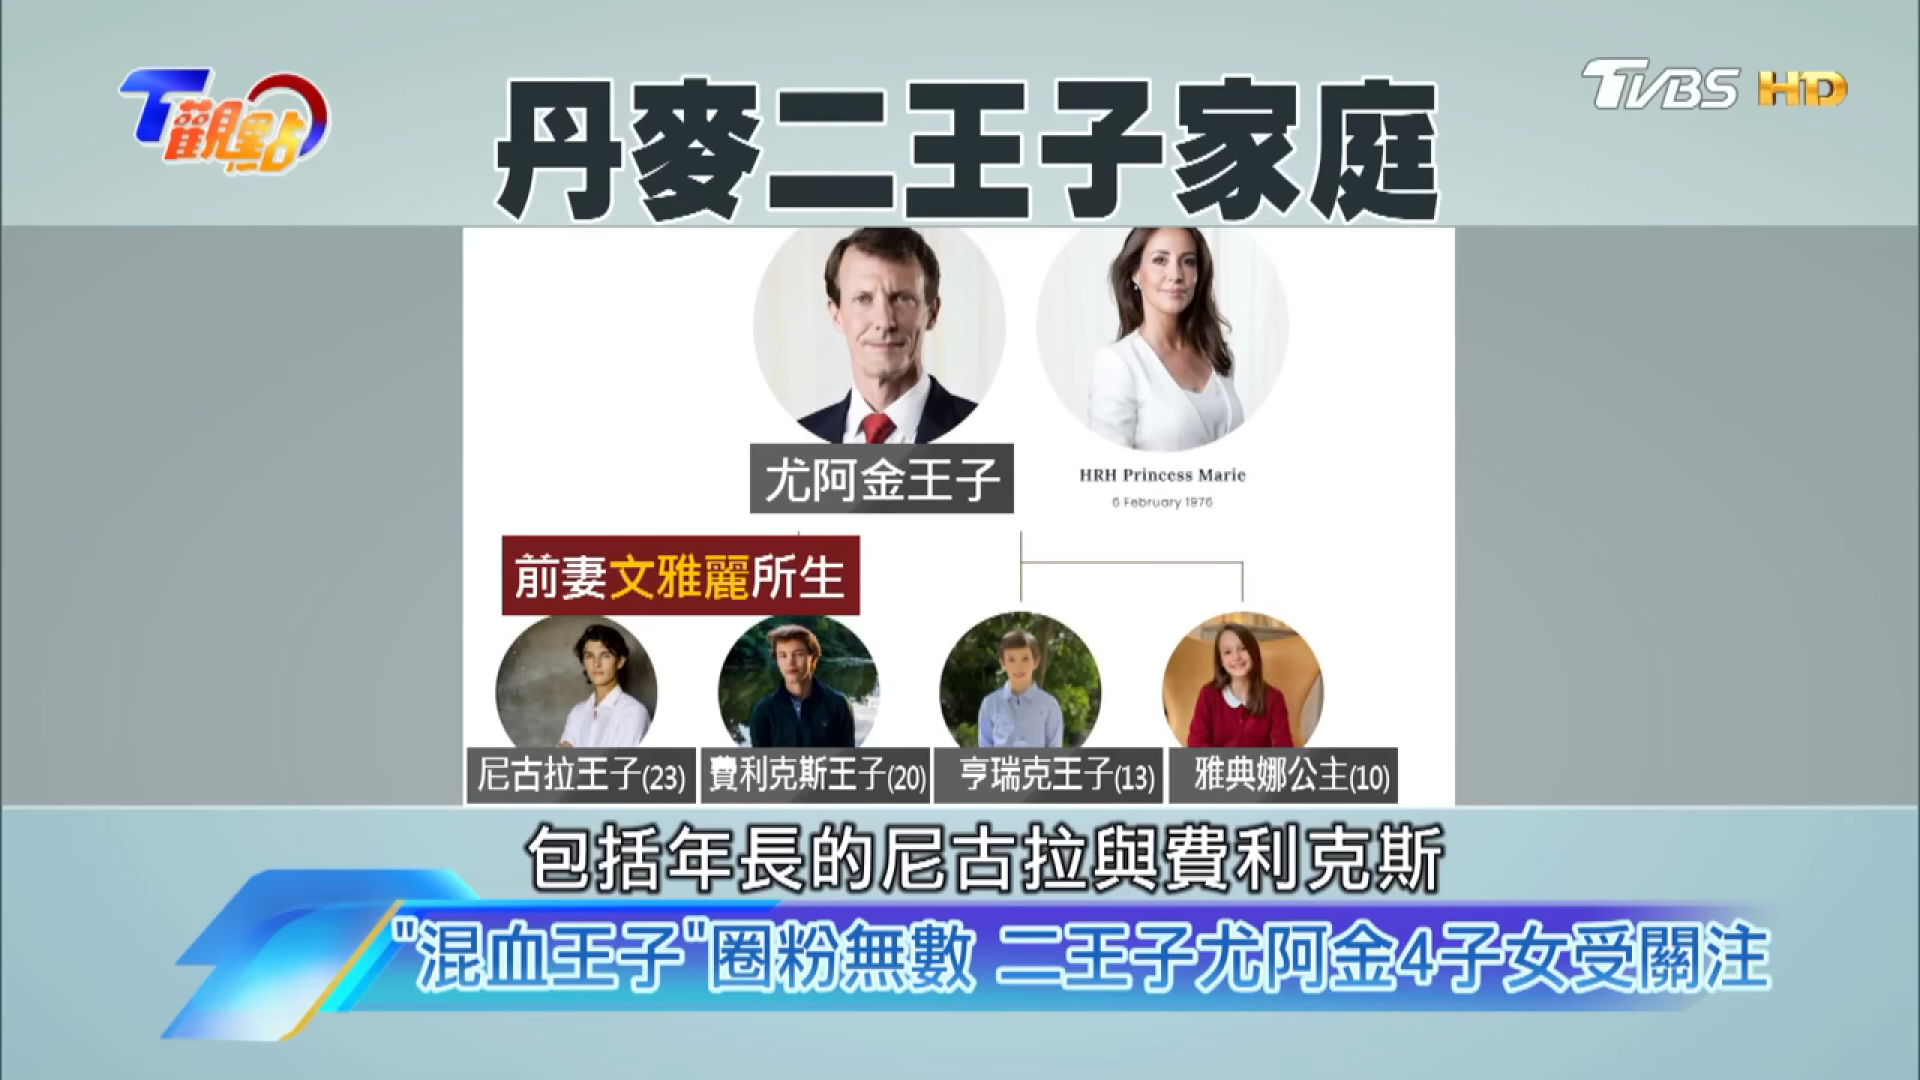 T觀點
TVBS HD
丹麥二王子家庭
尤阿金王子
HRH Princess Marie
6 February 1976
前妻文雅麗所生
尼古拉王子(23)
費利克斯王子(20)
亨瑞克王子(13)
雅典娜公主(10)
包括年長的尼古拉與費利克斯
"混血王子"圈粉無數 二王子尤阿金4子女受關注